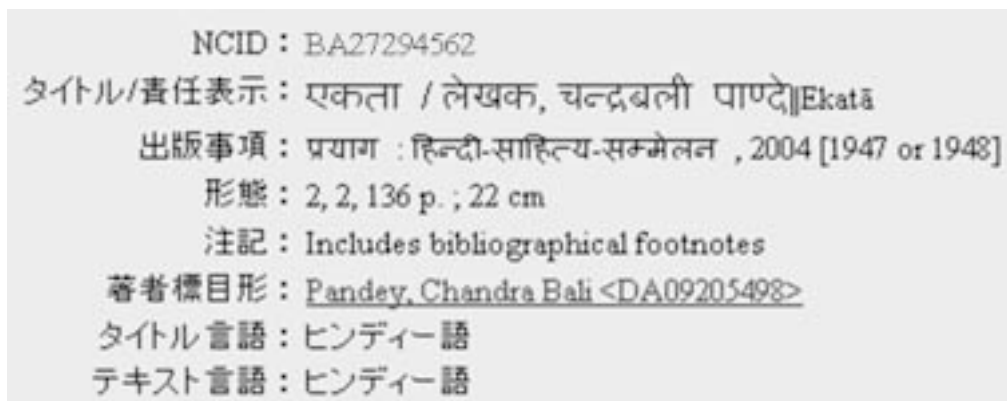 NCID : BA27294562
タイトル/責任表示 : एकता / लेखक, चन्द्रबली पाण्दे||Ekatā
出版事項 : प्रयाग : हिन्दी-साहित्य-सम्मेलन , 2004 [1947 or 1948]
形態 : 2, 2, 136 p. ; 22 cm
注記 : Includes bibliographical footnotes
著者標目形 : Pandey, Chandra Bali <DA09205498>
タイトル言語 : ヒンディー語
テキスト言語 : ヒンディー語